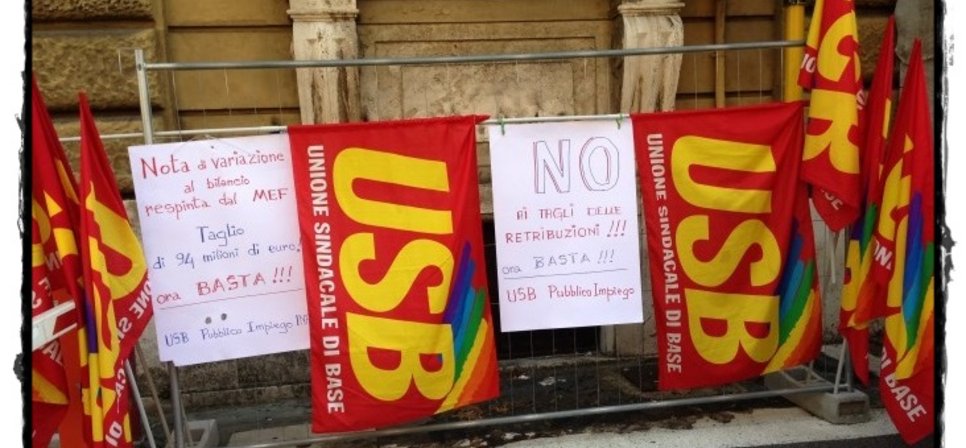 Nota di variazione
al bilancio
respinta dal MEF
Taglio
di 94 milioni di euro!
ora BASTA!!!
USB Pubblico Impiego
USB
UNIONE SINDACALE DI BASE
NO
AI TAGLI DELLE
RETRIBUZIONI!!!
ora BASTA!!!
USB Pubblico Impiego
USB
UNIONE SINDACALE DI BASE
DI BASE